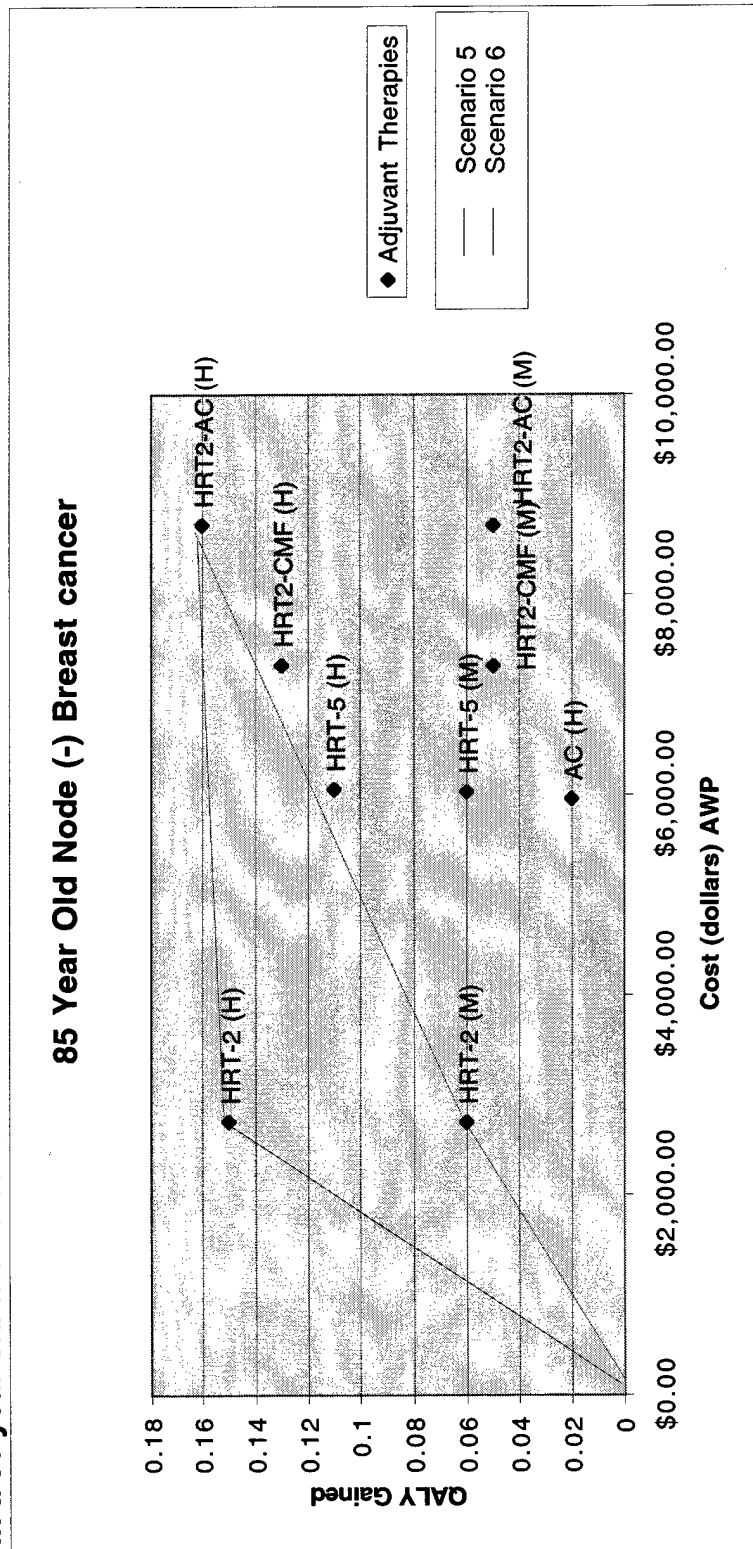 85 Year Old Node (-) Breast cancer
QALY Gained
0.18
0.16
0.14
0.12
0.1
0.08
0.06
0.04
0.02
0
HRT-2 (H)
HRT2-AC (H)
HRT2-CMF (H)
HRT-5 (H)
HRT-2 (M)
HRT-5 (M)
HRT2-CMF (M)
HRT2-AC (M)
AC (H)
$0.00
$2,000.00
$4,000.00
$6,000.00
$8,000.00
$10,000.00
Cost (dollars) AWP
Adjuvant Therapies
Scenario 5
Scenario 6